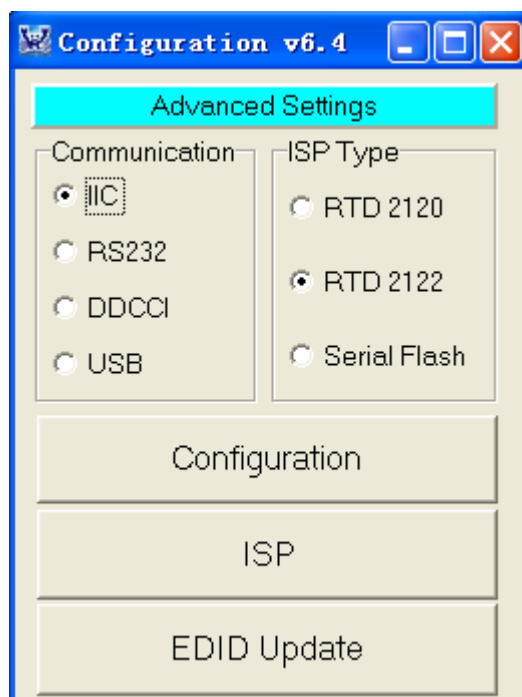 Configuration v6.4
Advanced Settings
Communication
IIC
RS232
DDCCI
USB
ISP Type
RTD 2120
RTD 2122
Serial Flash
Configuration
ISP
EDID Update